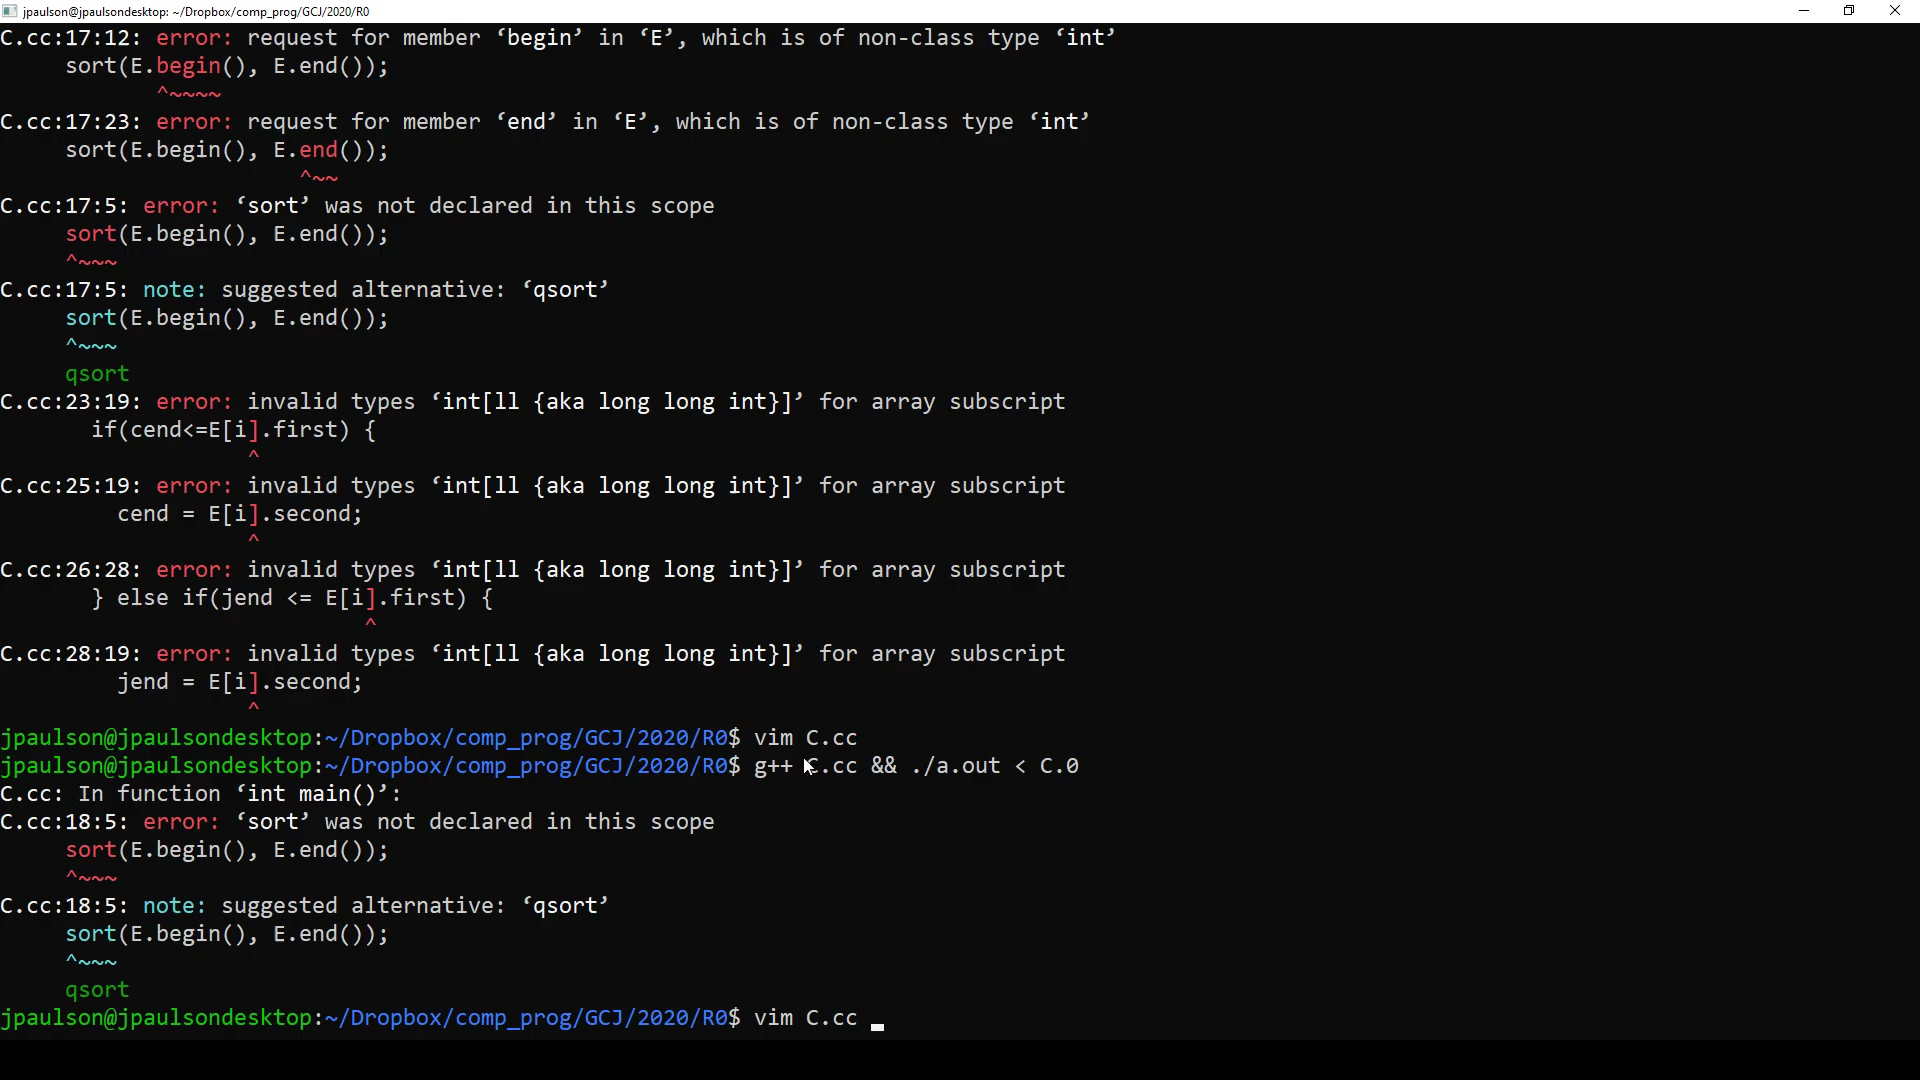 jpaulson@jpaulsondesktop: ~/Dropbox/comp_prog/GCJ/2020/R0
C.cc:17:12: error: request for member ‘begin’ in ‘E’, which is of non-class type ‘int’
     sort(E.begin(), E.end());
            ^~~~~
C.cc:17:23: error: request for member ‘end’ in ‘E’, which is of non-class type ‘int’
     sort(E.begin(), E.end());
                       ^~~
C.cc:17:5: error: ‘sort’ was not declared in this scope
     sort(E.begin(), E.end());
     ^~~~
C.cc:17:5: note: suggested alternative: ‘qsort’
     sort(E.begin(), E.end());
     ^~~~
     qsort
C.cc:23:19: error: invalid types ‘int[ll {aka long long int}]’ for array subscript
       if(cend<=E[i].first) {
                   ^
C.cc:25:19: error: invalid types ‘int[ll {aka long long int}]’ for array subscript
         cend = E[i].second;
                   ^
C.cc:26:28: error: invalid types ‘int[ll {aka long long int}]’ for array subscript
       } else if(jend <= E[i].first) {
                            ^
C.cc:28:19: error: invalid types ‘int[ll {aka long long int}]’ for array subscript
         jend = E[i].second;
                   ^
jpaulson@jpaulsondesktop:~/Dropbox/comp_prog/GCJ/2020/R0$ vim C.cc
jpaulson@jpaulsondesktop:~/Dropbox/comp_prog/GCJ/2020/R0$ g++ C.cc && ./a.out < C.0
C.cc: In function ‘int main()’:
C.cc:18:5: error: ‘sort’ was not declared in this scope
     sort(E.begin(), E.end());
     ^~~~
C.cc:18:5: note: suggested alternative: ‘qsort’
     sort(E.begin(), E.end());
     ^~~~
     qsort
jpaulson@jpaulsondesktop:~/Dropbox/comp_prog/GCJ/2020/R0$ vim C.cc